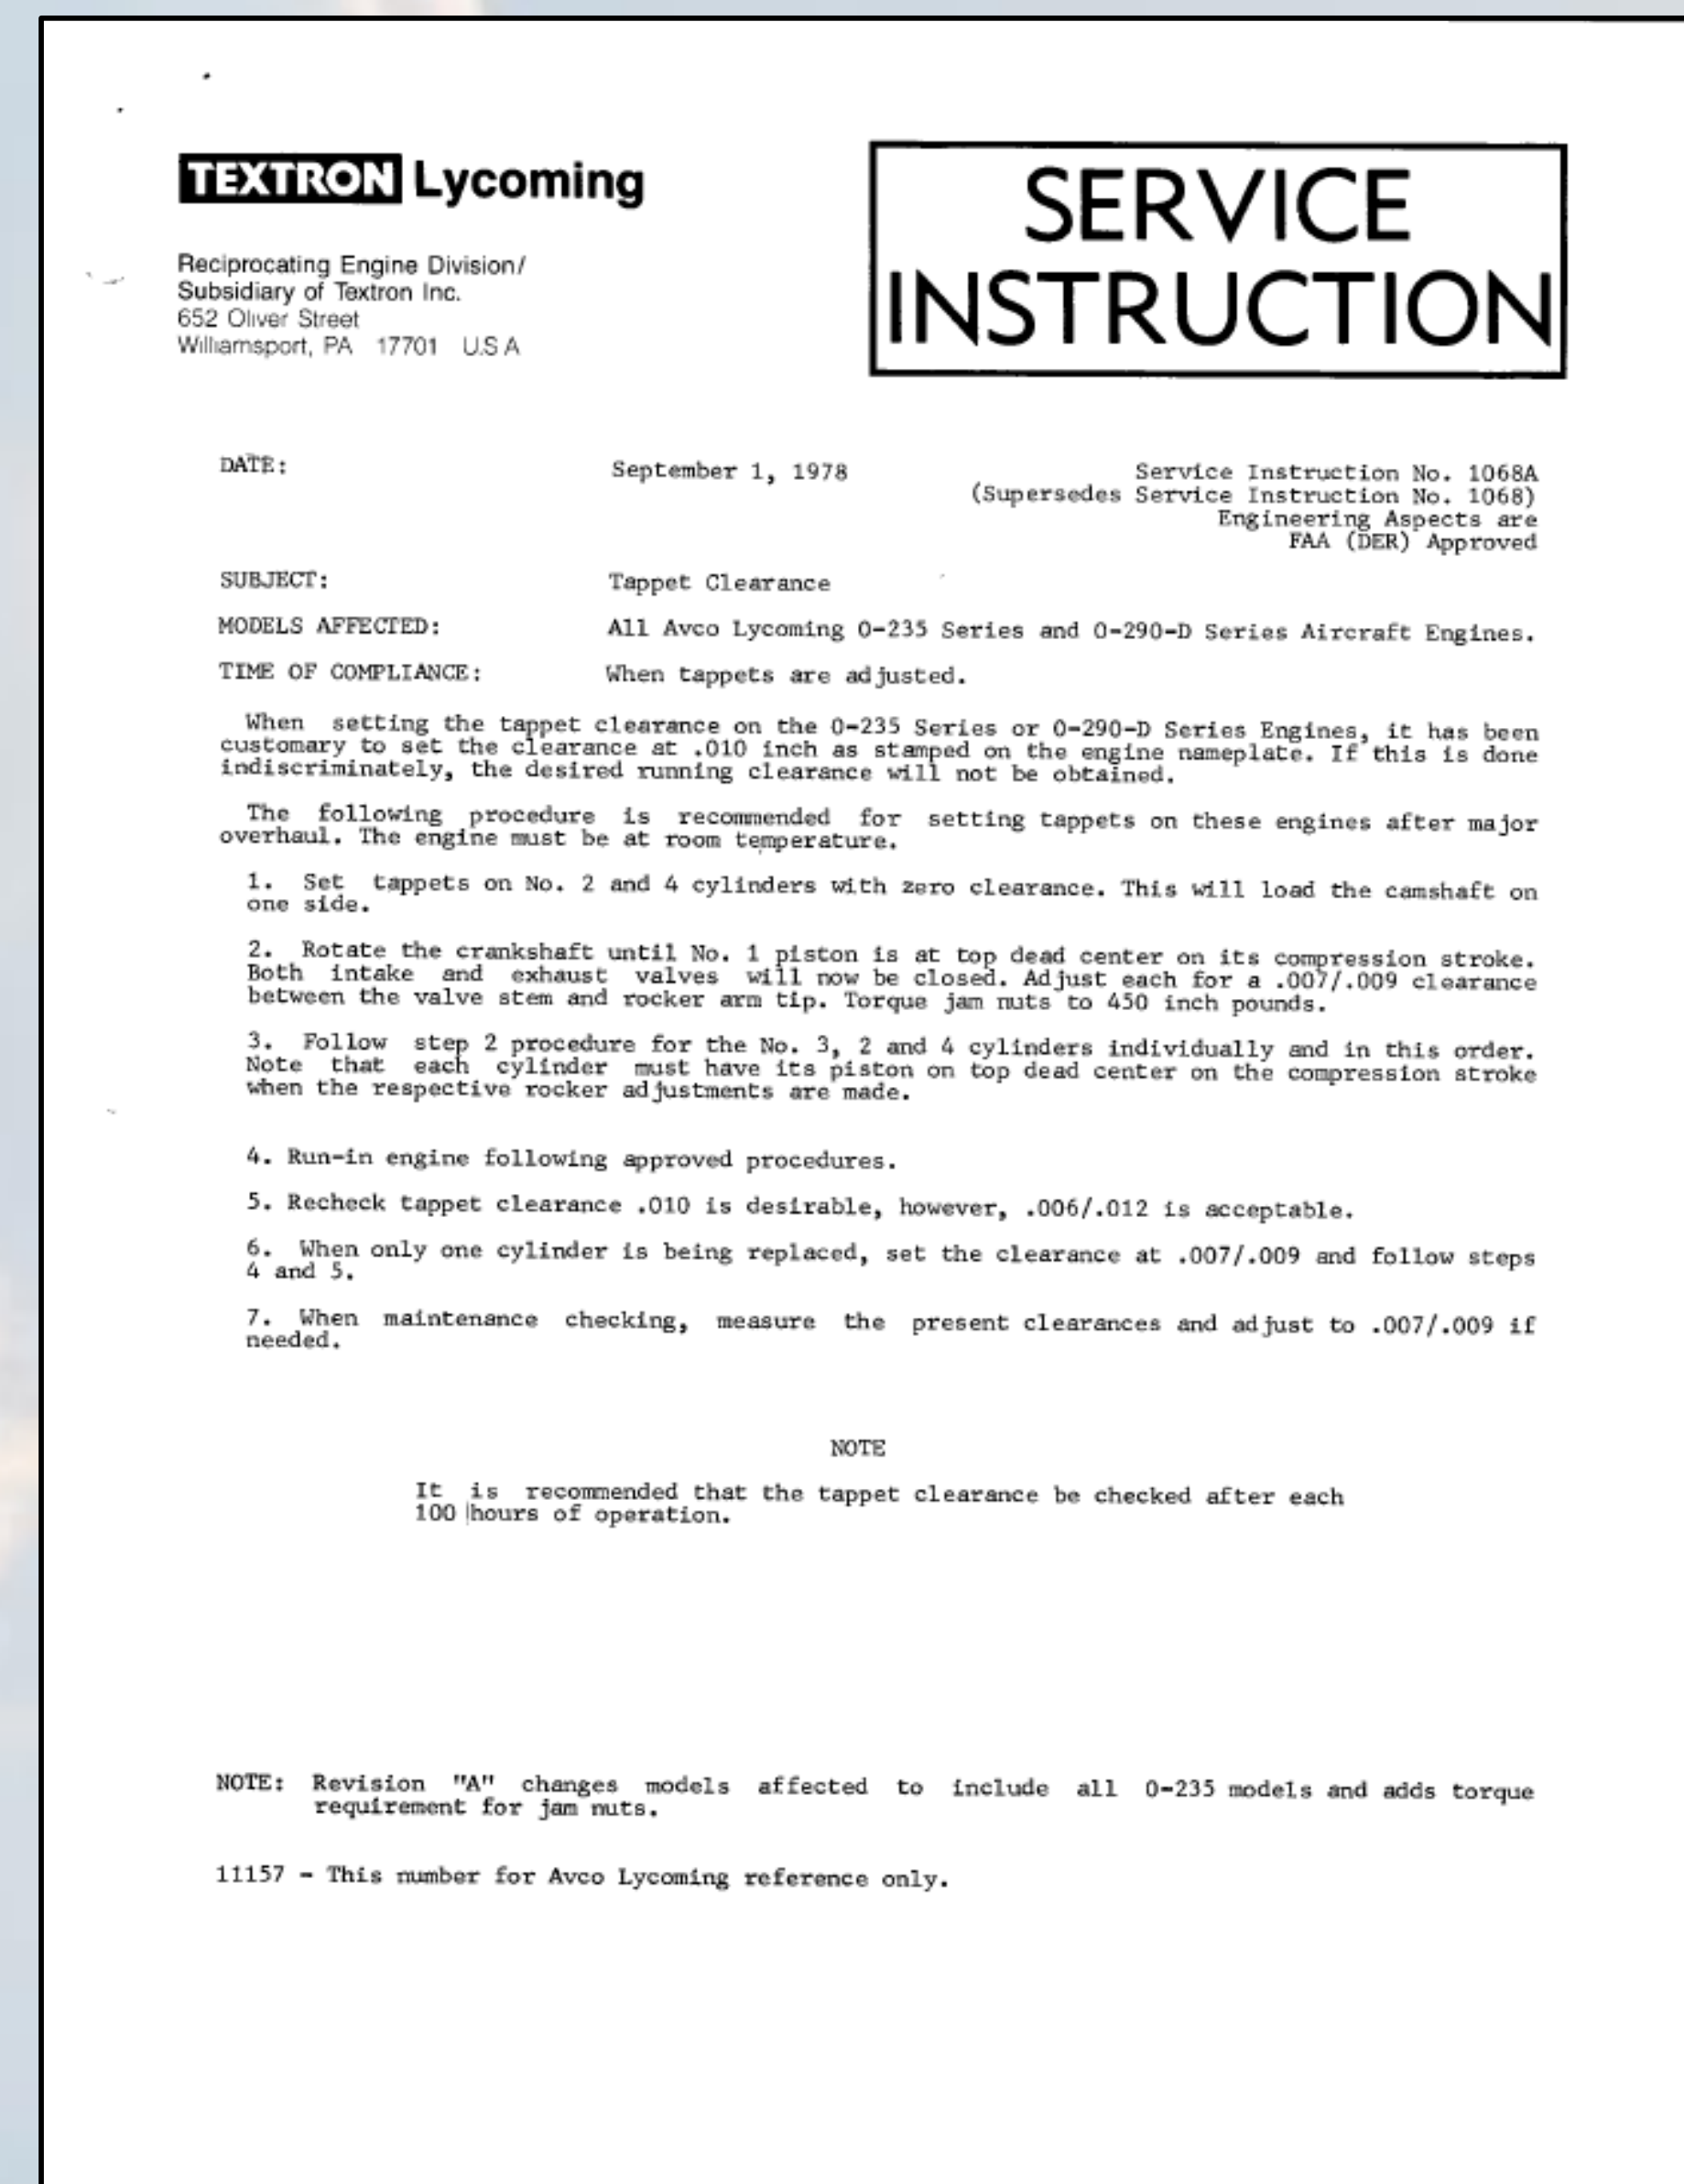 TEXTRON Lycoming
SERVICE
INSTRUCTION
Reciprocating Engine Division/
Subsidiary of Textron Inc.
652 Oliver Street
Williamsport, PA 17701 U.S A
DATE: September 1, 1978 Service Instruction No. 1068A
(Supersedes Service Instruction No. 1068)
Engineering Aspects are
FAA (DER) Approved
SUBJECT: Tappet Clearance
MODELS AFFECTED: All Avco Lycoming O-235 Series and O-290-D Series Aircraft Engines.
TIME OF COMPLIANCE: When tappets are adjusted.
When setting the tappet clearance on the O-235 Series or O-290-D Series Engines, it has been
customary to set the clearance at .010 inch as stamped on the engine nameplate. If this is done
indiscriminately, the desired running clearance will not be obtained.
The following procedure is recommended for setting tappets on these engines after major
overhaul. The engine must be at room temperature.
1. Set tappets on No. 2 and 4 cylinders with zero clearance. This will load the camshaft on
one side.
2. Rotate the crankshaft until No. 1 piston is at top dead center on its compression stroke.
Both intake and exhaust valves will now be closed. Adjust each for a .007/.009 clearance
between the valve stem and rocker arm tip. Torque jam nuts to 450 inch pounds.
3. Follow step 2 procedure for the No. 3, 2 and 4 cylinders individually and in this order.
Note that each cylinder must have its piston on top dead center on the compression stroke
when the respective rocker adjustments are made.
4. Run-in engine following approved procedures.
5. Recheck tappet clearance .010 is desirable, however, .006/.012 is acceptable.
6. When only one cylinder is being replaced, set the clearance at .007/.009 and follow steps
4 and 5.
7. When maintenance checking, measure the present clearances and adjust to .007/.009 if
needed.
NOTE
It is recommended that the tappet clearance be checked after each
100 hours of operation.
NOTE: Revision "A" changes models affected to include all O-235 models and adds torque
requirement for jam nuts.
11157 - This number for Avco Lycoming reference only.